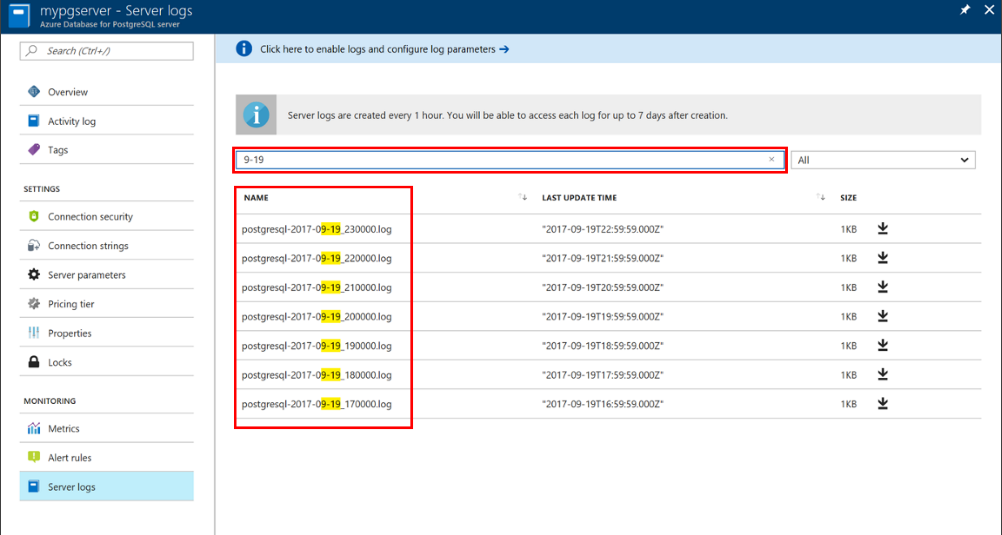 mypgserver - Server logs
Azure Database for PostgreSQL server
Search (Ctrl+/)
Overview
Activity log
Tags
SETTINGS
Connection security
Connection strings
Server parameters
Pricing tier
Properties
Locks
MONITORING
Metrics
Alert rules
Server logs
Click here to enable logs and configure log parameters →
Server logs are created every 1 hour. You will be able to access each log for up to 7 days after creation.
9-19 × All
NAME ↑↓ LAST UPDATE TIME ↑↓ SIZE
postgresql-2017-09-19_230000.log "2017-09-19T22:59:59.000Z" 1KB
postgresql-2017-09-19_220000.log "2017-09-19T21:59:59.000Z" 1KB
postgresql-2017-09-19_210000.log "2017-09-19T20:59:59.000Z" 1KB
postgresql-2017-09-19_200000.log "2017-09-19T19:59:59.000Z" 1KB
postgresql-2017-09-19_190000.log "2017-09-19T18:59:59.000Z" 1KB
postgresql-2017-09-19_180000.log "2017-09-19T17:59:59.000Z" 1KB
postgresql-2017-09-19_170000.log "2017-09-19T16:59:59.000Z" 1KB